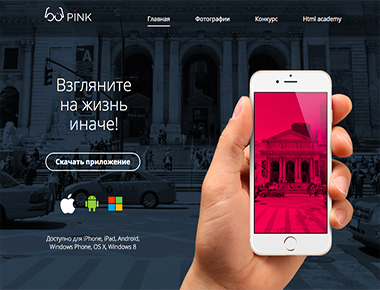 PINK
Главная Фотографии Конкурс Html academy
Взгляните
на жизнь
иначе!
Скачать приложение
Доступно для iPhone, iPad, Android,
Windows Phone, OS X, Windows 8